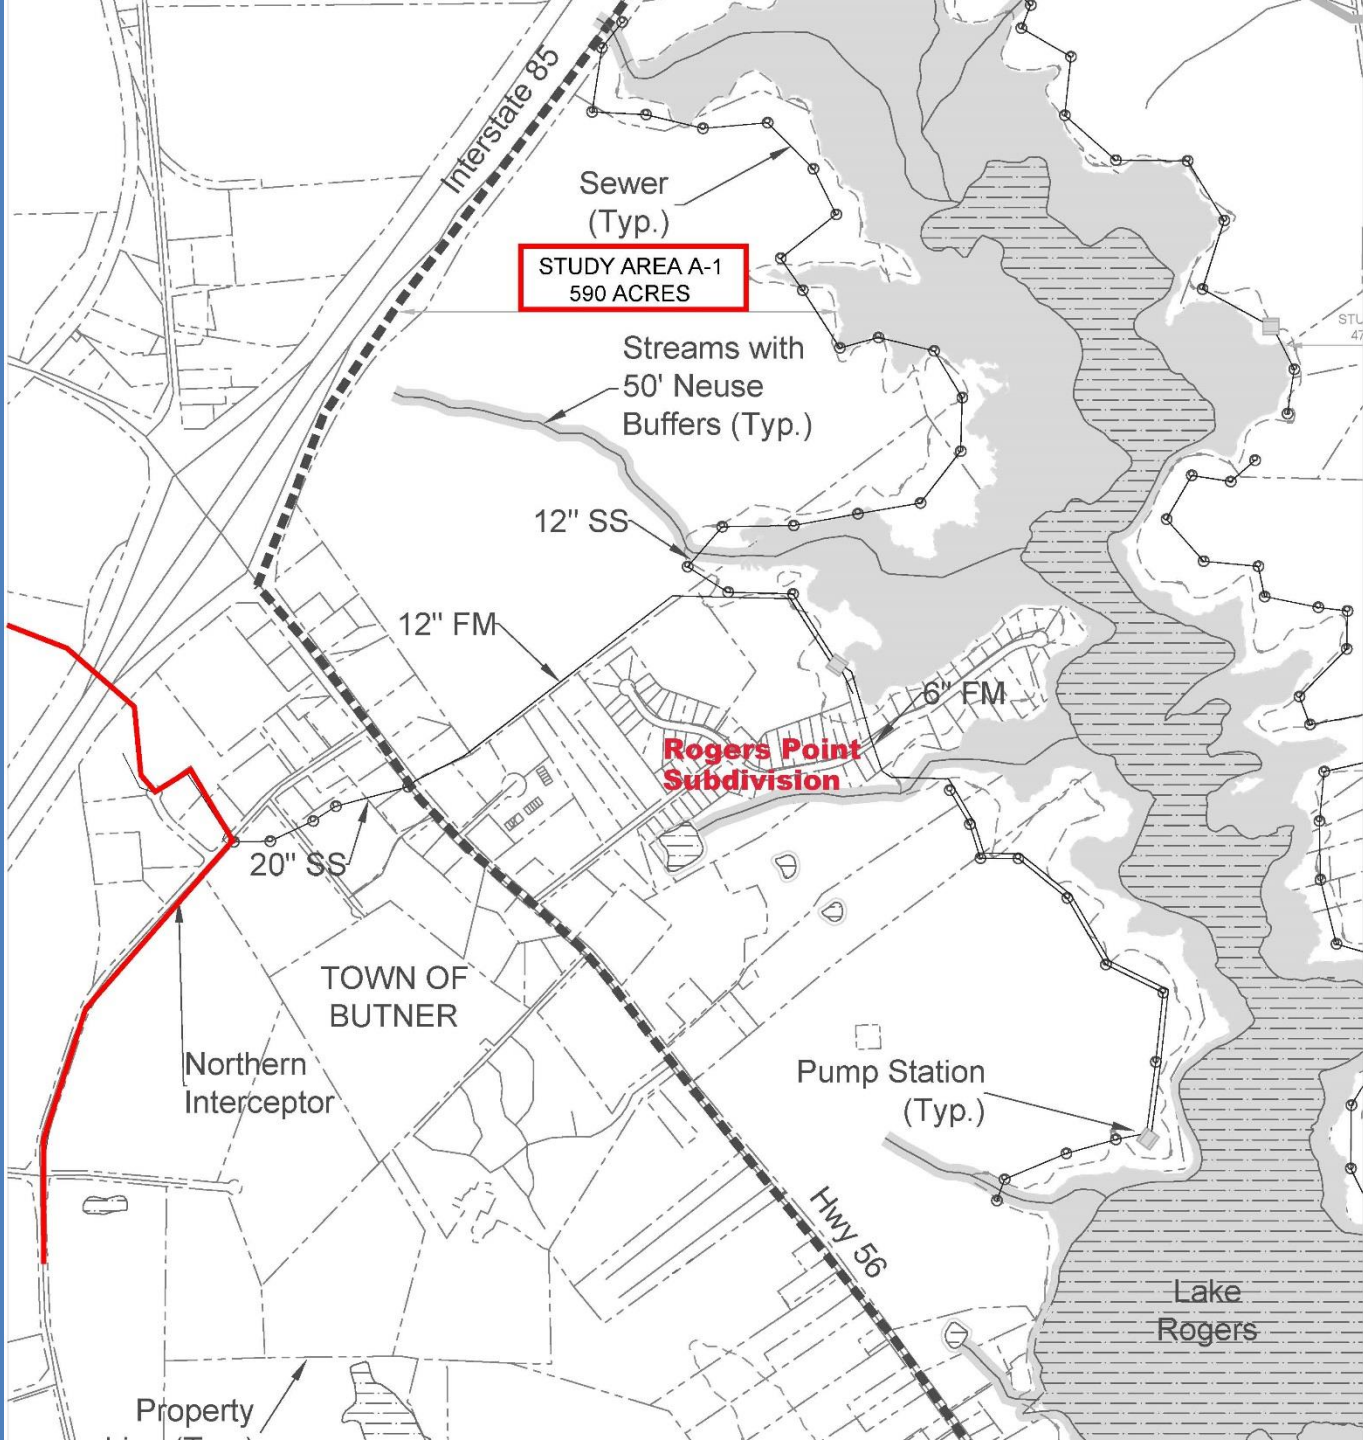 Interstate 85
Sewer
(Typ.)
STUDY AREA A-1
590 ACRES
STU
47
Streams with
50' Neuse
Buffers (Typ.)
12" SS
12" FM
6" FM
Rogers Point
Subdivision
20" SS
TOWN OF
BUTNER
Northern
Interceptor
Pump Station
(Typ.)
Hwy 56
Lake
Rogers
Property